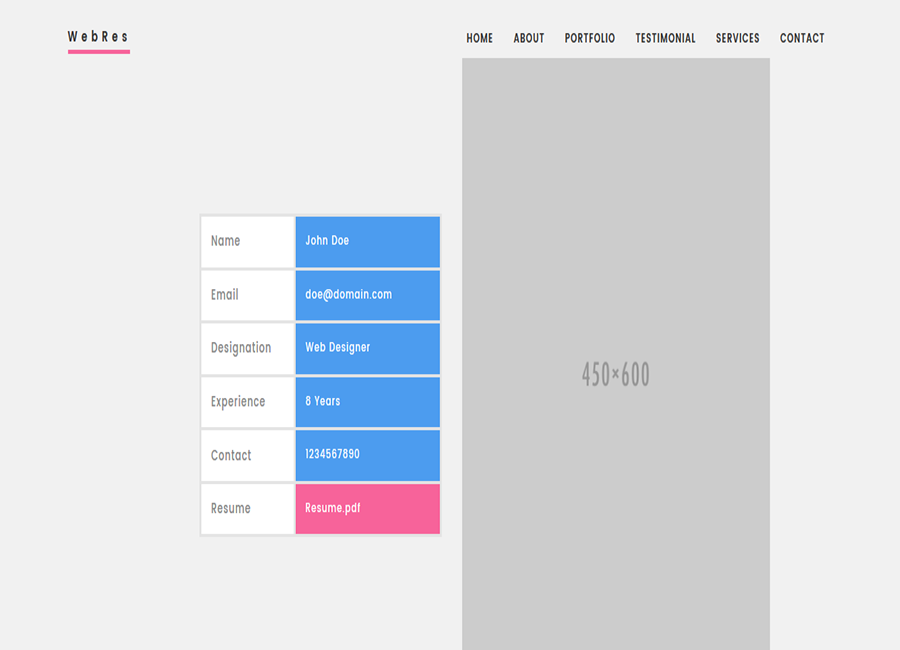 WebRes
HOME ABOUT PORTFOLIO TESTIMONIAL SERVICES CONTACT
Name John Doe
Email doe@domain.com
Designation Web Designer
Experience 8 Years
Contact 1234567890
Resume Resume.pdf
450×600